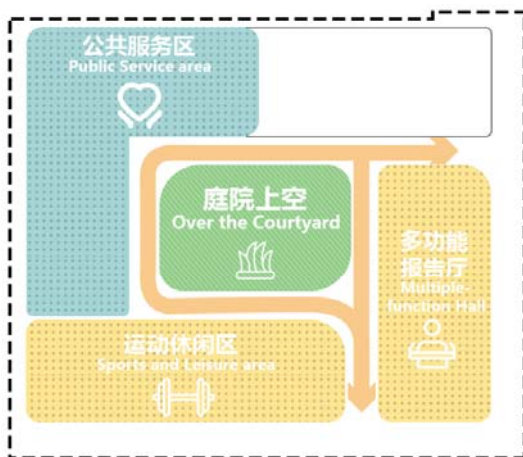 公共服务区
Public Service area
庭院上空
Over the Courtyard
多功能
报告厅
Multiple-
function Hall
运动休闲区
Sports and Leisure area